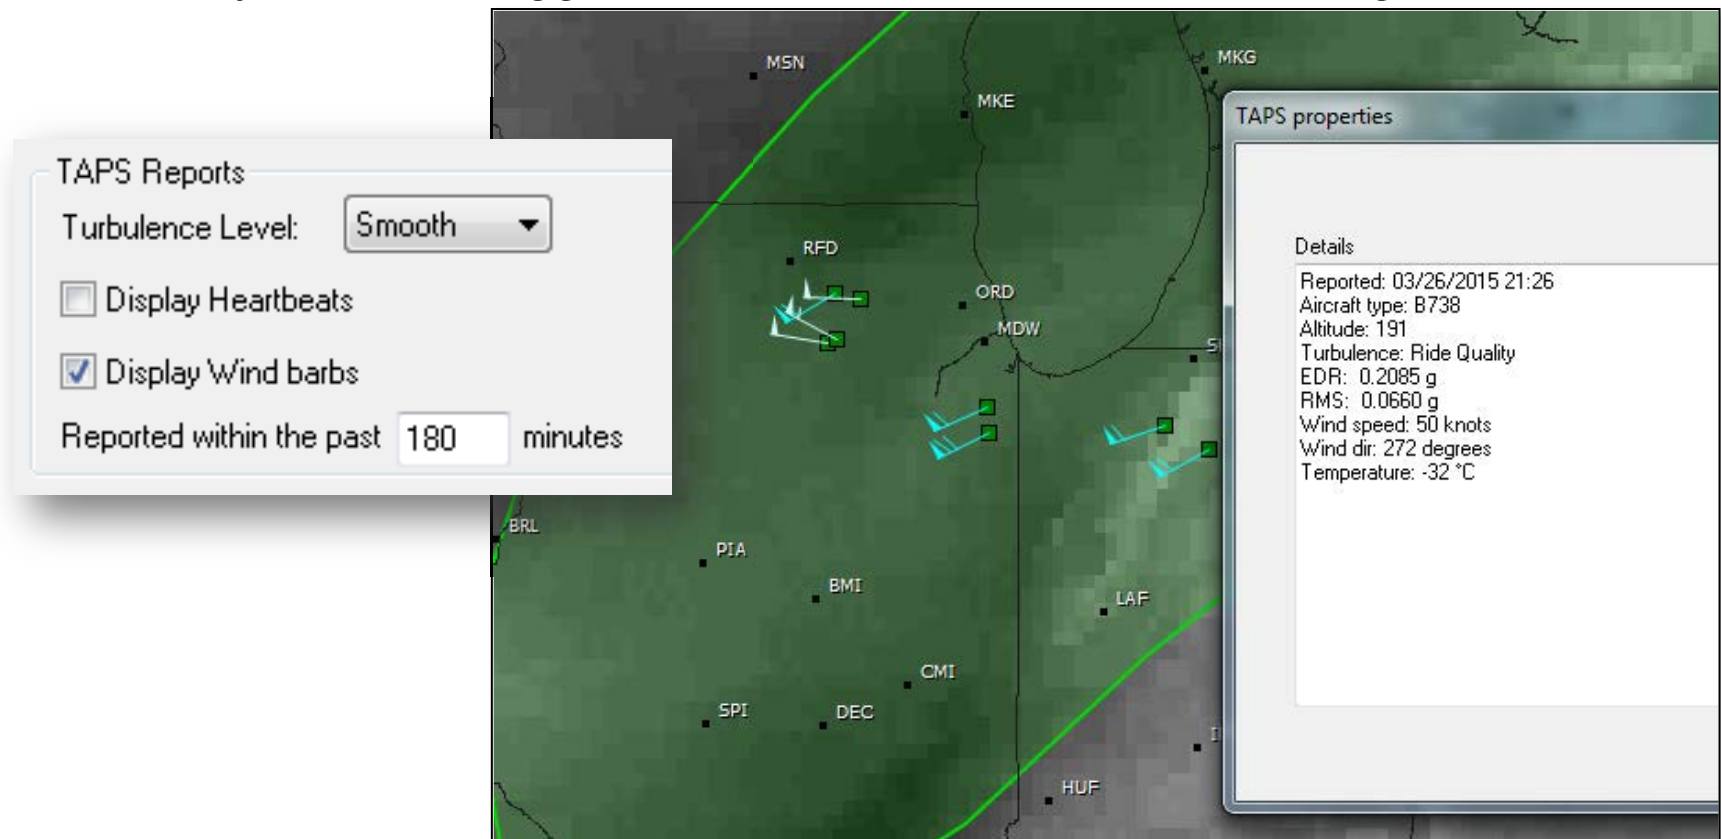 TAPS Reports
Turbulence Level: Smooth
Display Heartbeats
Display Wind barbs
Reported within the past 180 minutes
MSN
MKG
MKE
RFD
ORD
MDW
BRL
PIA
BMI
LAF
CMI
SPI
DEC
HUF
TAPS properties
Details
Reported: 03/26/2015 21:26
Aircraft type: B738
Altitude: 191
Turbulence: Ride Quality
EDR: 0.2085 g
RMS: 0.0660 g
Wind speed: 50 knots
Wind dir: 272 degrees
Temperature: -32 °C